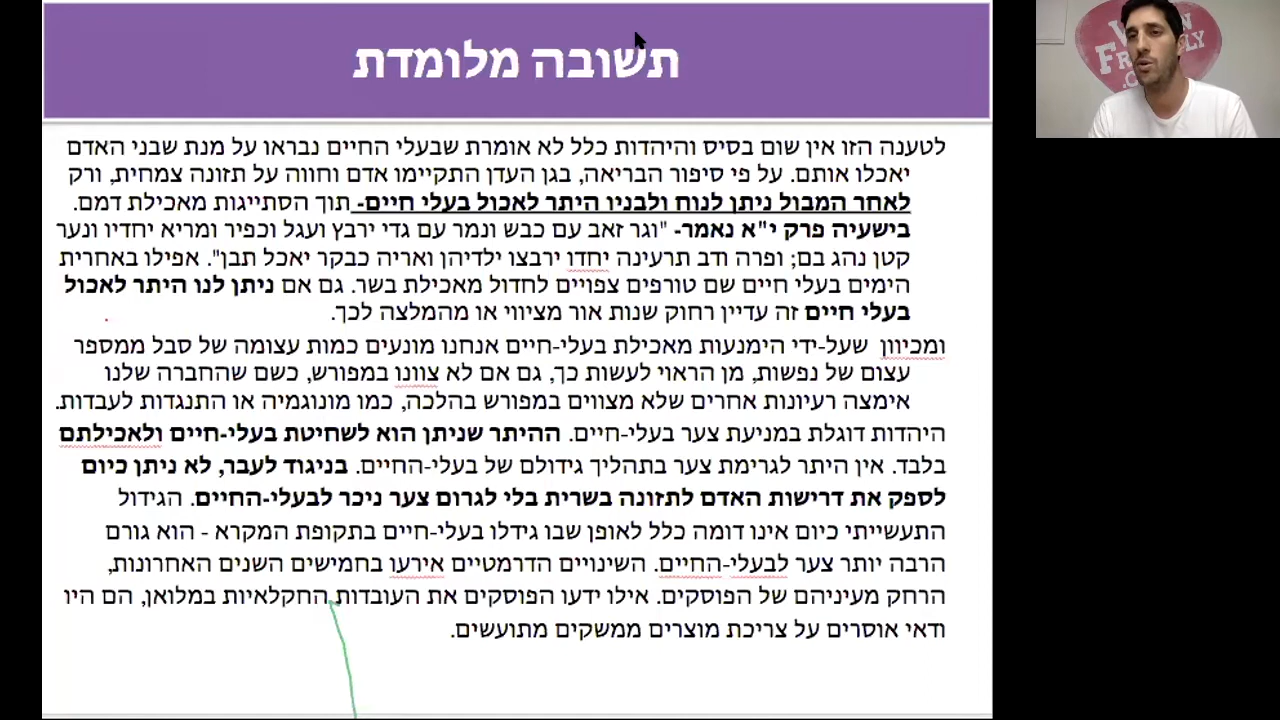 תשובה מלומדת
לטענה הזו אין שום בסיס והיהדות כלל לא אומרת שבעלי החיים נבראו על מנת שבני האדם
יאכלו אותם. על פי סיפור הבריאה, בגן העדן התקיימו אדם וחווה על תזונה צמחית, ורק
לאחר המבול ניתן לנוח ולבניו היתר לאכול בעלי חיים- תוך הסתייגות מאכילת דמם.
בישעיה פרק י"א נאמר- "וגר זאב עם כבש ונמר עם גדי ירבץ ועגל וכפיר ומריא יחדיו ונער
קטן נהג בם; ופרה ודב תרעינה יחדו ירבצו ילדיהן ואריה כבקר יאכל תבן". אפילו באחרית
הימים בעלי חיים שם טורפים צפויים לחדול מאכילת בשר. גם אם ניתן לנו היתר לאכול
בעלי חיים זה עדיין רחוק שנות אור מציווי או מהמלצה לכך.
ומכיוון שעל-ידי הימנעות מאכילת בעלי-חיים אנחנו מונעים כמות עצומה של סבל ממספר
עצום של נפשות, מן הראוי לעשות כך, גם אם לא צוונו במפורש, כשם שהחברה שלנו
אימצה רעיונות אחרים שלא מצווים במפורש בהלכה, כמו מונוגמיה או התנגדות לעבדות.
היהדות דוגלת במניעת צער בעלי-חיים. ההיתר שניתן הוא לשחיטת בעלי-חיים ולאכילתם
בלבד. אין היתר לגרימת צער בתהליך גידולם של בעלי-החיים. בניגוד לעבר, לא ניתן כיום
לספק את דרישות האדם לתזונה בשרית בלי לגרום צער ניכר לבעלי-החיים. הגידול
התעשייתי כיום אינו דומה כלל לאופן שבו גידלו בעלי-חיים בתקופת המקרא - הוא גורם
הרבה יותר צער לבעלי-החיים. השינויים הדרמטיים אירעו בחמישים השנים האחרונות,
הרחק מעיניהם של הפוסקים. אילו ידעו הפוסקים את העובדות החקלאיות במלואן, הם היו
ודאי אוסרים על צריכת מוצרים ממשקים מתועשים.